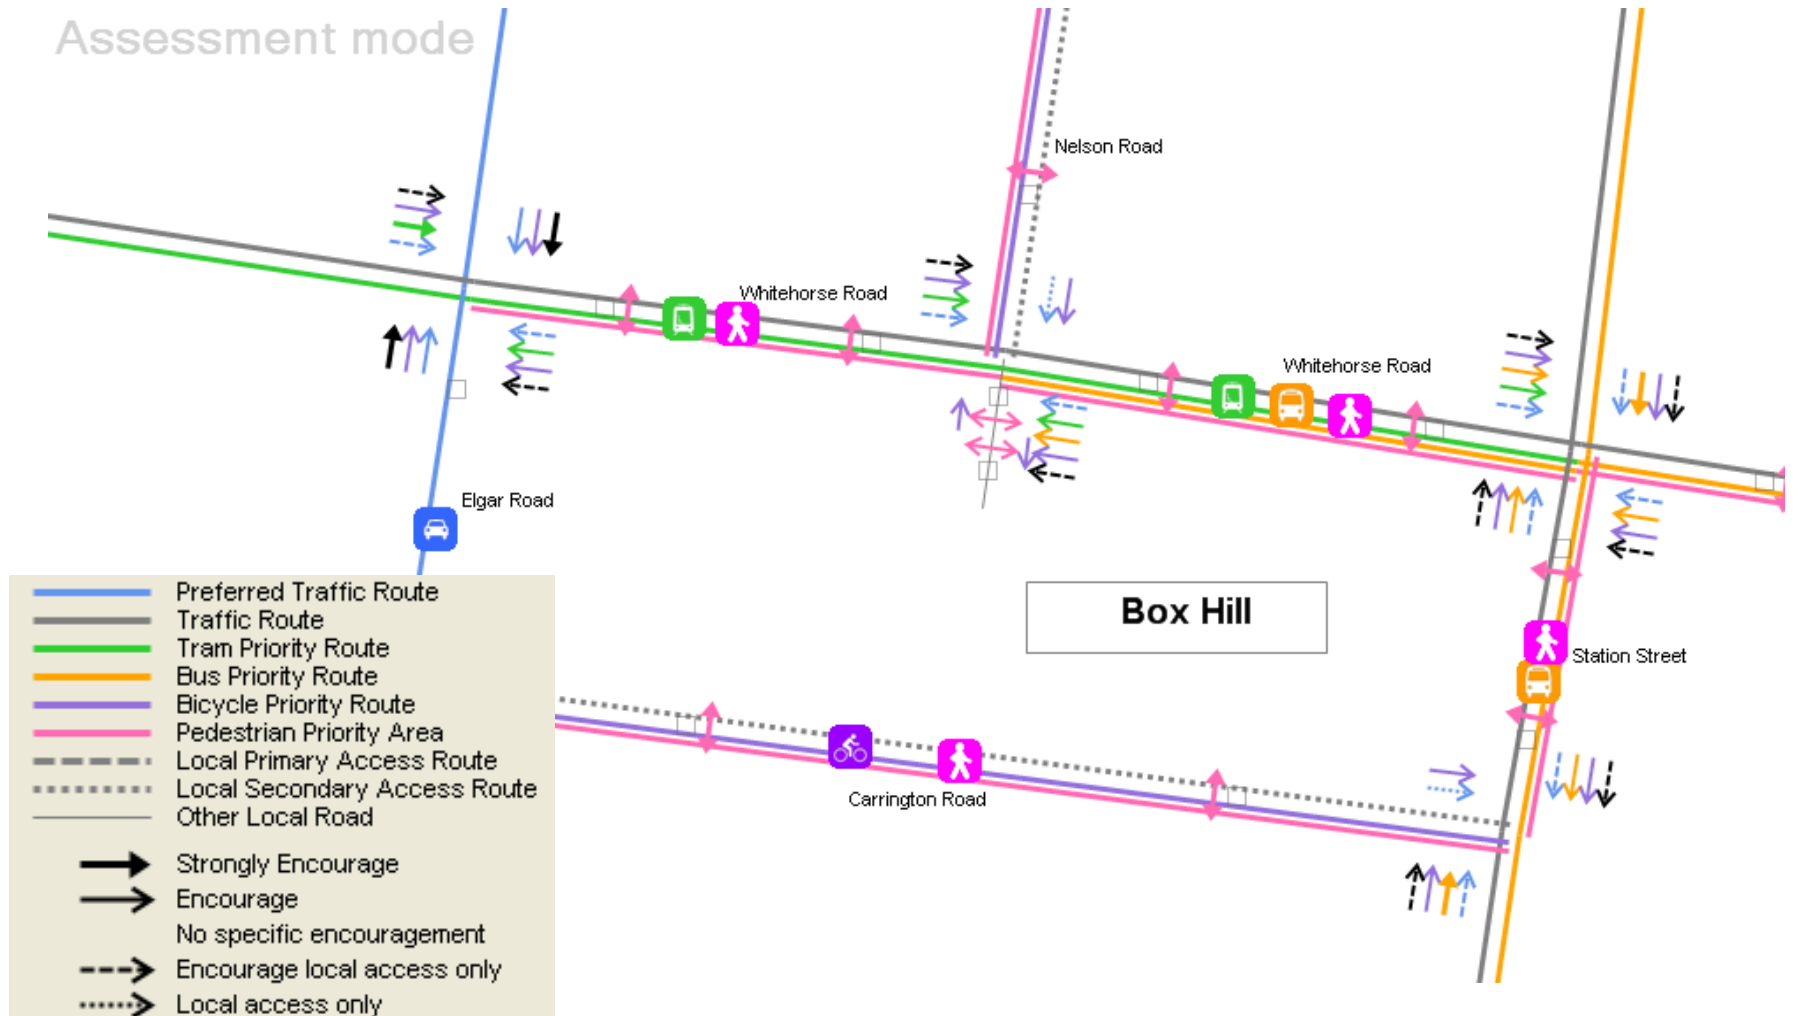 Assessment mode
Nelson Road
Whitehorse Road
Whitehorse Road
Elgar Road
Box Hill
Station Street
Carrington Road
Preferred Traffic Route
Traffic Route
Tram Priority Route
Bus Priority Route
Bicycle Priority Route
Pedestrian Priority Area
Local Primary Access Route
Local Secondary Access Route
Other Local Road
Strongly Encourage
Encourage
No specific encouragement
Encourage local access only
Local access only